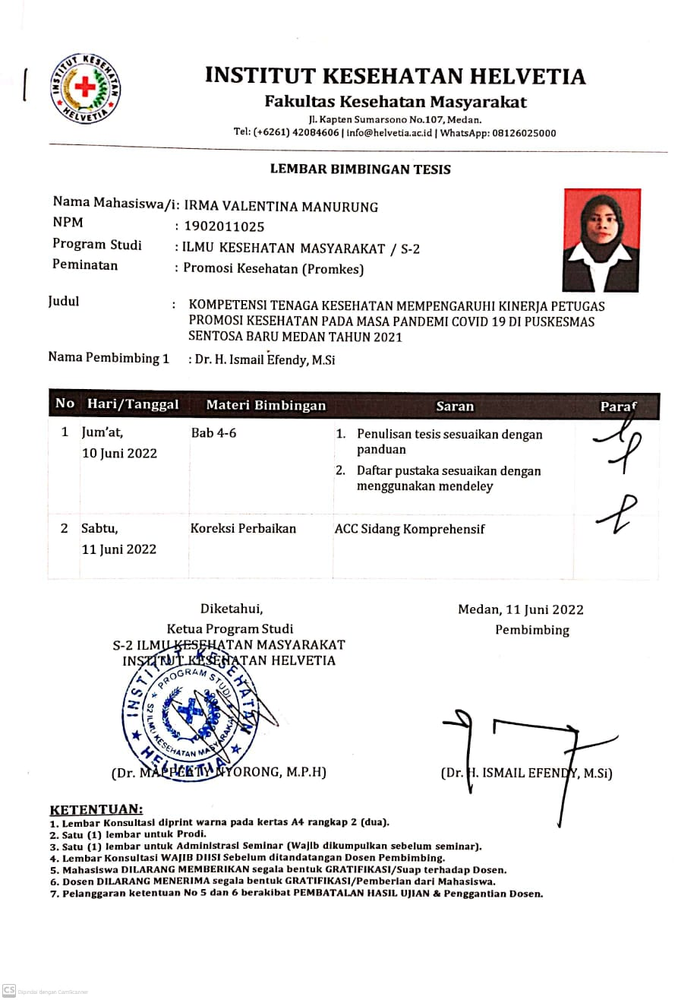 INSTITUT KESEHATAN
HELVETIA
INSTITUT KESEHATAN HELVETIA
Fakultas Kesehatan Masyarakat
Jl. Kapten Sumarsono No.107, Medan.
Tel: (+6261) 42084606 | info@helvetia.ac.id | WhatsApp: 08126025000
LEMBAR BIMBINGAN TESIS
Nama Mahasiswa/i: IRMA VALENTINA MANURUNG
NPM : 1902011025
Program Studi : ILMU KESEHATAN MASYARAKAT / S-2
Peminatan : Promosi Kesehatan (Promkes)
Judul : KOMPETENSI TENAGA KESEHATAN MEMPENGARUHI KINERJA PETUGAS
PROMOSI KESEHATAN PADA MASA PANDEMI COVID 19 DI PUSKESMAS
SENTOSA BARU MEDAN TAHUN 2021
Nama Pembimbing 1 : Dr. H. Ismail Efendy, M.Si
No Hari/Tanggal Materi Bimbingan Saran Paraf
1 Jum'at, Bab 4-6 1. Penulisan tesis sesuaikan dengan
10 Juni 2022 panduan
2. Daftar pustaka sesuaikan dengan
menggunakan mendeley
2 Sabtu, Koreksi Perbaikan ACC Sidang Komprehensif
11 Juni 2022
Diketahui, Medan, 11 Juni 2022
Ketua Program Studi Pembimbing
S-2 ILMU KESEHATAN MASYARAKAT
INSTITUT KESEHATAN HELVETIA
INSTITUT KESEHATAN
PROGRAM STUDI
S2 ILMU KESEHATAN MASYARAKAT
HELVETIA
(Dr. MAPPEATY NYORONG, M.P.H) (Dr. H. ISMAIL EFENDY, M.Si)
KETENTUAN:
1. Lembar Konsultasi diprint warna pada kertas A4 rangkap 2 (dua).
2. Satu (1) lembar untuk Prodi.
3. Satu (1) lembar untuk Administrasi Seminar (Wajib dikumpulkan sebelum seminar).
4. Lembar Konsultasi WAJIB DIISI Sebelum ditandatangan Dosen Pembimbing.
5. Mahasiswa DILARANG MEMBERIKAN segala bentuk GRATIFIKASI/Suap terhadap Dosen.
6. Dosen DILARANG MENERIMA segala bentuk GRATIFIKASI/Pemberian dari Mahasiswa.
7. Pelanggaran ketentuan No 5 dan 6 berakibat PEMBATALAN HASIL UJIAN & Penggantian Dosen.
CS Dipindai dengan CamScanner